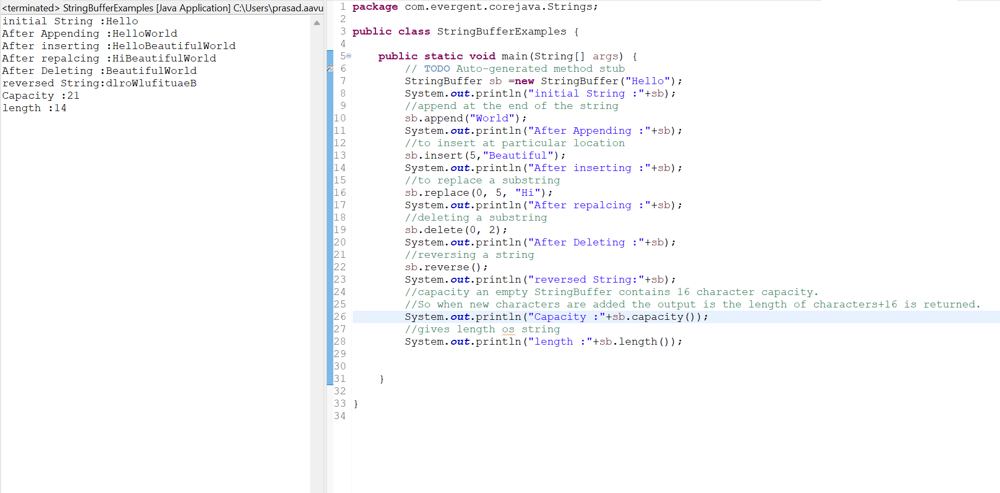 <terminated> StringBufferExamples [Java Application] C:\Users\prasad.aavu
initial String :Hello
After Appending :HelloWorld
After inserting :HelloBeautifulWorld
After repalcing :HiBeautifulWorld
After Deleting :BeautifulWorld
reversed String:dlroWlufituaeB
Capacity :21
length :14
1 package com.evergent.corejava.Strings;
2
3 public class StringBufferExamples {
4
5 public static void main(String[] args) {
6 // TODO Auto-generated method stub
7 StringBuffer sb =new StringBuffer("Hello");
8 System.out.println("initial String :"+sb);
9 //append at the end of the string
10 sb.append("World");
11 System.out.println("After Appending :"+sb);
12 //to insert at particular location
13 sb.insert(5,"Beautiful");
14 System.out.println("After inserting :"+sb);
15 //to replace a substring
16 sb.replace(0, 5, "Hi");
17 System.out.println("After repalcing :"+sb);
18 //deleting a substring
19 sb.delete(0, 2);
20 System.out.println("After Deleting :"+sb);
21 //reversing a string
22 sb.reverse();
23 System.out.println("reversed String:"+sb);
24 //capacity an empty StringBuffer contains 16 character capacity.
25 //So when new characters are added the output is the length of characters+16 is returned.
26 System.out.println("Capacity :"+sb.capacity());
27 //gives length os string
28 System.out.println("length :"+sb.length());
29
30
31 }
32
33 }
34